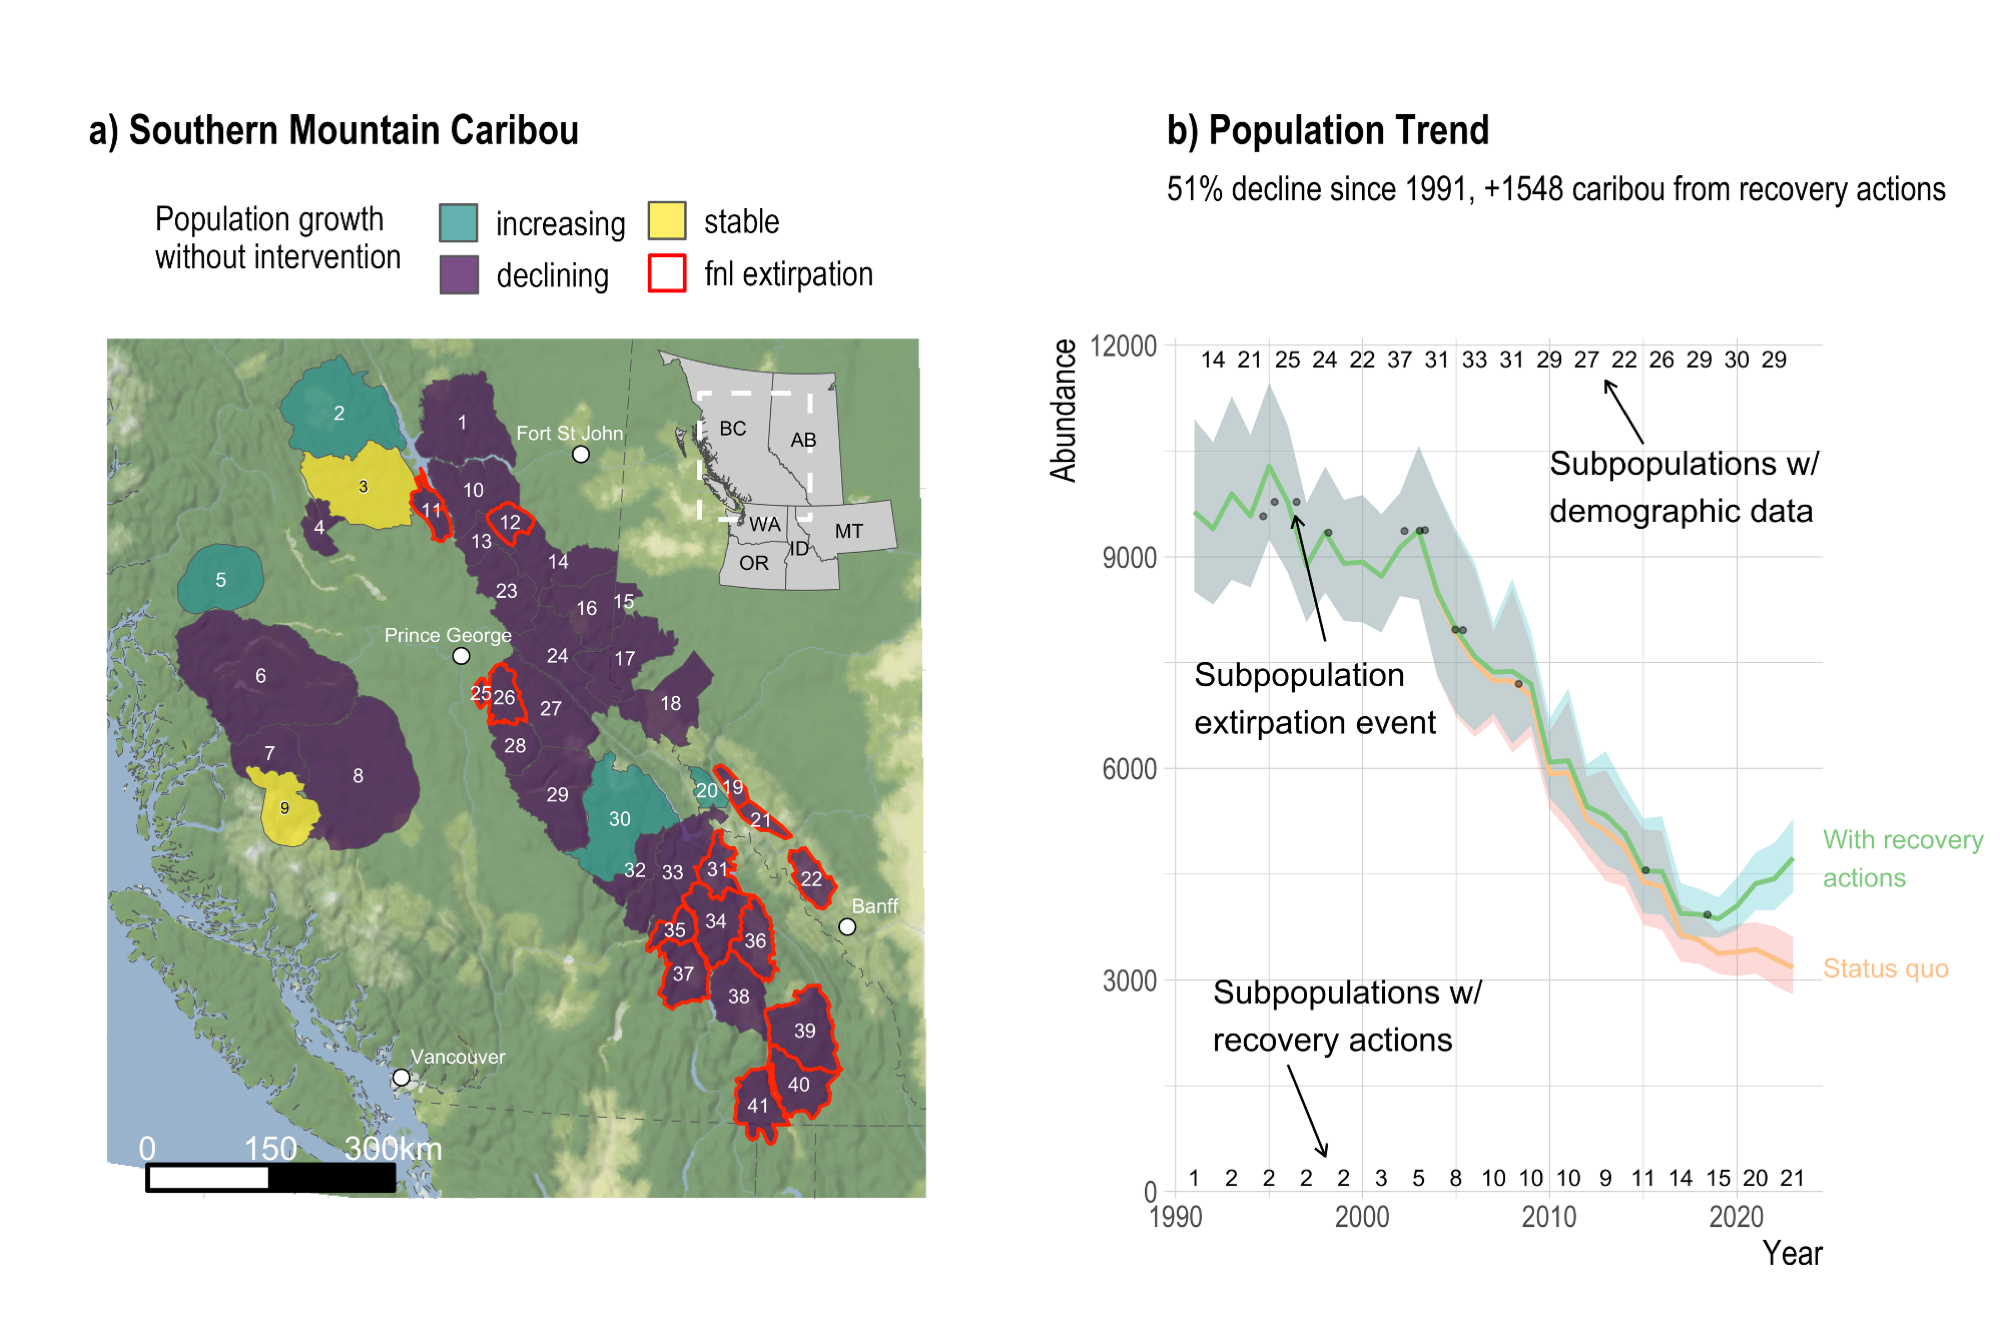 a) Southern Mountain Caribou
Population growth
without intervention
increasing
stable
declining
fnl extirpation
2
1
Fort St John
BC
AB
3
10
11
12
4
13
WA
MT
ID
OR
14
5
23
16
15
Prince George
24
17
6
25
26
27
18
7
28
8
20
19
9
29
30
21
32
33
31
22
Banff
35
34
36
37
38
39
Vancouver
40
41
0 150 300km
b) Population Trend
51% decline since 1991, +1548 caribou from recovery actions
Abundance
12000
9000
6000
3000
0
14 21 25 24 22 37 31 33 31 29 27 22 26 29 30 29
Subpopulations w/
demographic data
Subpopulation
extirpation event
With recovery
actions
Status quo
Subpopulations w/
recovery actions
1 2 2 2 2 3 5 8 10 10 10 9 11 14 15 20 21
1990 2000 2010 2020
Year